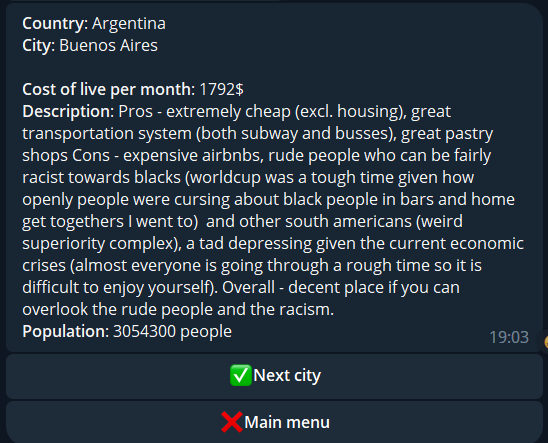 Country: Argentina
City: Buenos Aires
Cost of live per month: 1792$
Description: Pros - extremely cheap (excl. housing), great
transportation system (both subway and busses), great pastry
shops Cons - expensive airbnbs, rude people who can be fairly
racist towards blacks (worldcup was a tough time given how
openly people were cursing about black people in bars and home
get togethers I went to)  and other south americans (weird
superiority complex), a tad depressing given the current economic
crises (almost everyone is going through a rough time so it is
difficult to enjoy yourself). Overall - decent place if you can
overlook the rude people and the racism.
Population: 3054300 people
19:03
✅Next city
❌Main menu